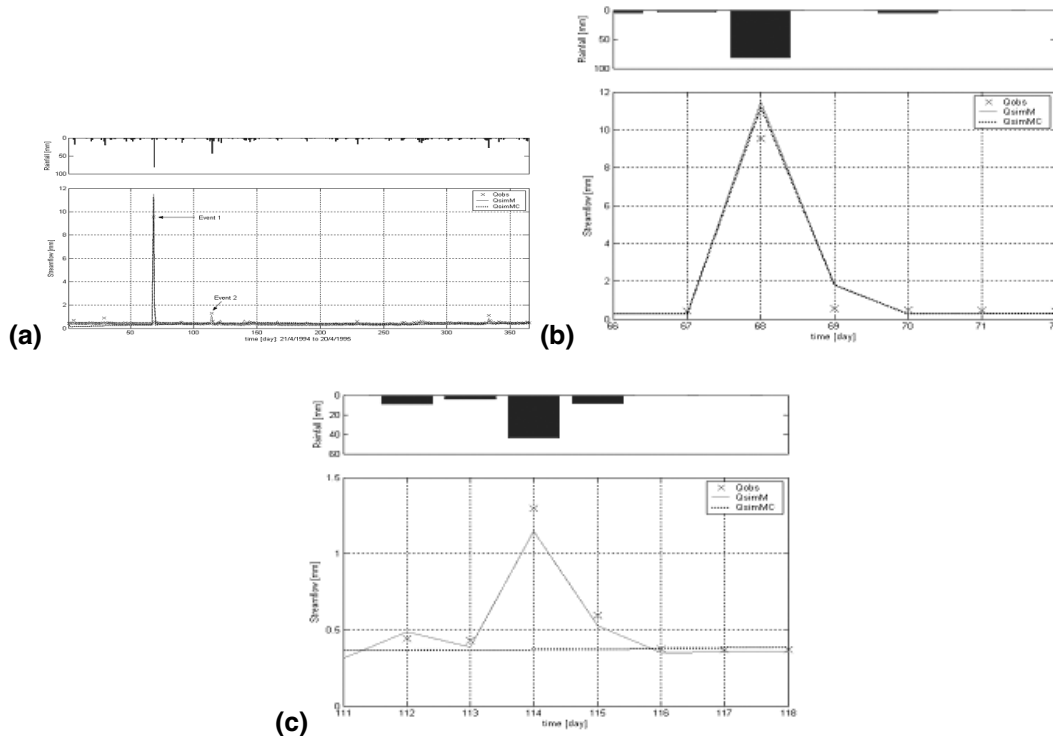 0
50
100
Rainfall [mm]
12
10
8
6
4
2
0
Streamflow [mm]
Qobs
QsimM
QsimMC
Event 1
Event 2
50
100
150
200
250
300
350
time [day]: 21/4/1994 to 20/4/1995
(a)
0
50
100
Rainfall [mm]
12
10
8
6
4
2
0
Streamflow [mm]
Qobs
QsimM
QsimMC
66
67
68
69
70
71
7
time [day]
(b)
0
20
40
60
Rainfall [mm]
1.5
1
0.5
0
Streamflow [mm]
Qobs
QsimM
QsimMC
111
112
113
114
115
116
117
118
time [day]
(c)